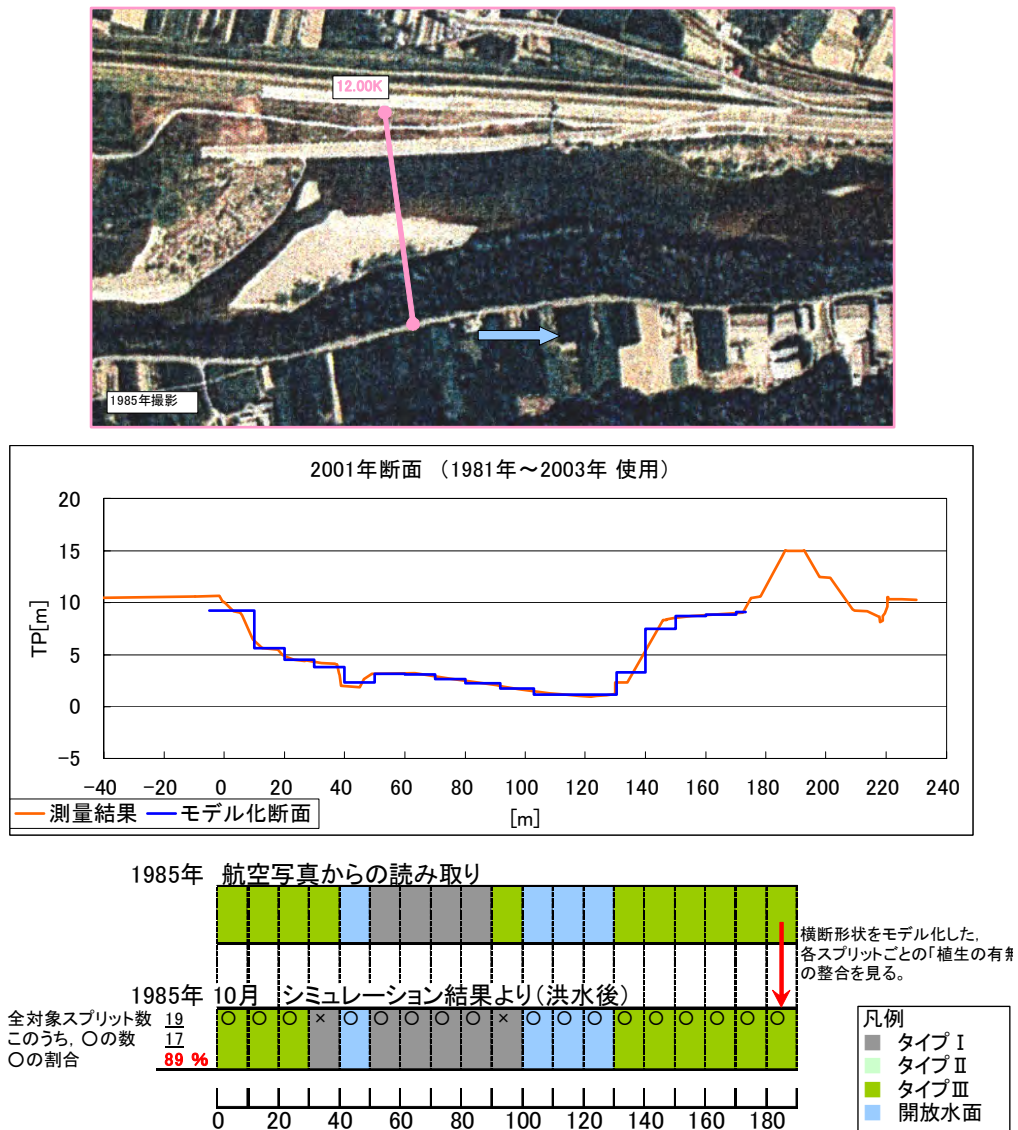 12.00K
1985年撮影
2001年断面 （1981年～2003年 使用）
TP[m]
20
15
10
5
0
−5
−40 −20 0 20 40 60 80 100 120 140 160 180 200 220 240
[m]
測量結果 モデル化断面
1985年 航空写真からの読み取り
横断形状をモデル化した,
各スプリットごとの「植生の有無
の整合を見る。
1985年 10月 シミュレーション結果より（洪水後）
全対象スプリット数 19
このうち, 〇の数 17
〇の割合 89 %
〇 〇 〇 × 〇 〇 〇 〇 〇 × 〇 〇 〇 〇 〇 〇 〇 〇 〇
凡例
タイプⅠ
タイプⅡ
タイプⅢ
開放水面
0 20 40 60 80 100 120 140 160 180